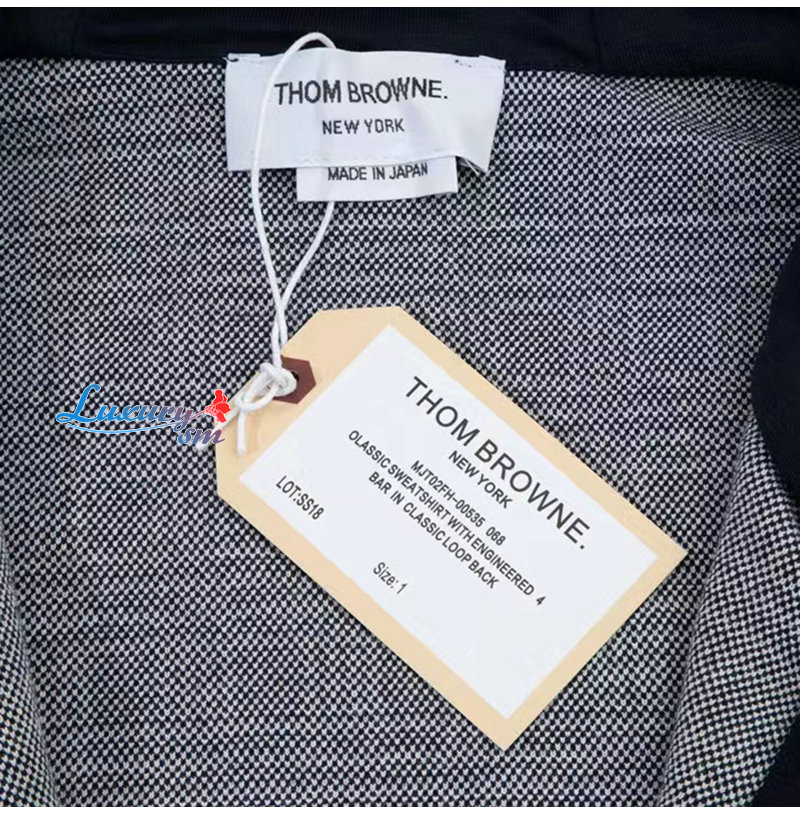 THOM BROWNE.
NEW YORK
MADE IN JAPAN
Luxury
sm
THOM BROWNE.
NEW YORK
MJT02FH-00535 068
OLASSIC SWEATSHIRT WITH ENGINEERED 4
BAR IN CLASSIC LOOP BACK
LOT:SS18
Size: 1